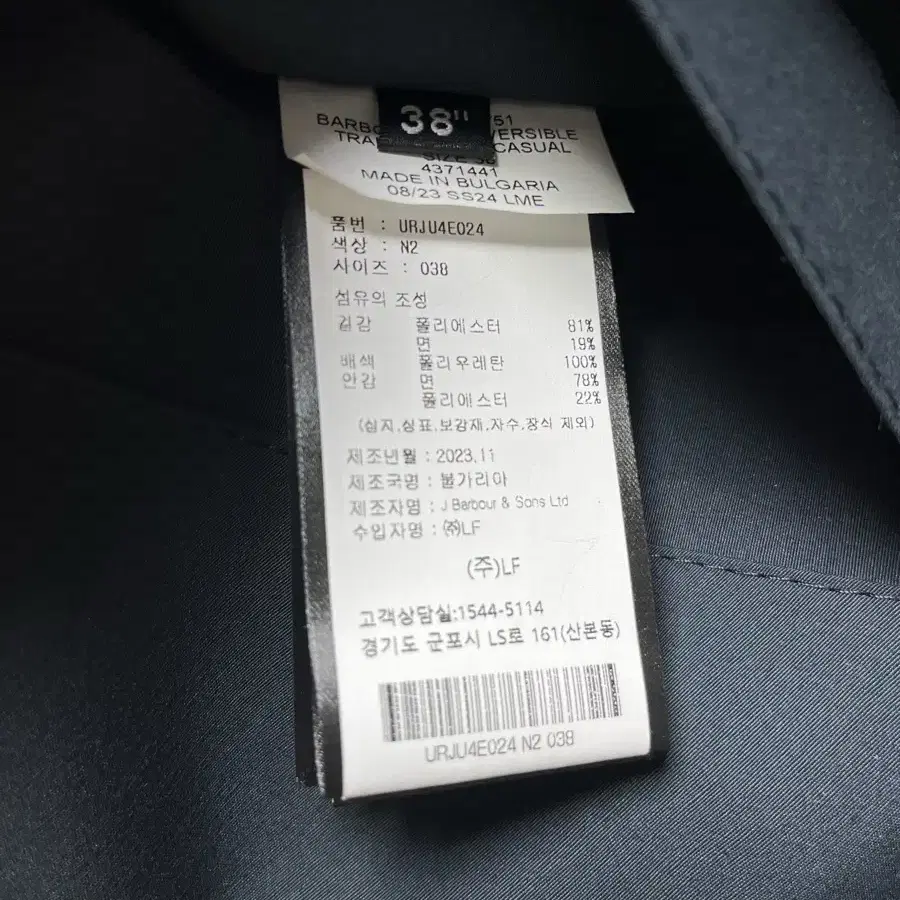 38"
51
VERSIBLE
CASUAL
4371441
MADE IN BULGARIA
08/23 SS24 LME
품번 : URJU4E024
색상 : N2
사이즈 : 038
섬유의 조성
겉감 폴리에스터 81%
면 19%
배색 폴리우레탄 100%
안감 면 78%
폴리에스터 22%
(심지,싱표,보강재,자수,장식 제외)
제조년월 : 2023.11
제조국명 : 불가리아
제조자명 : J Barbour & Sons Ltd
수입자명 : ㈜LF
(주)LF
고객상담실:1544-5114
경기도 군포시 LS로 161(산본동)
URJU4E024 N2 038